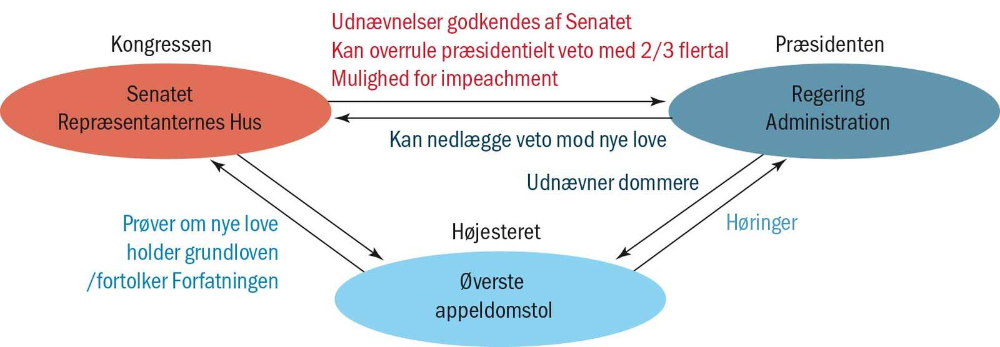 Kongressen
Senatet
Repræsentanternes Hus
Udnævnelser godkendes af Senatet
Kan overrule præsidentielt veto med 2/3 flertal
Mulighed for impeachment
Præsidenten
Regering
Administration
Kan nedlægge veto mod nye love
Udnævner dommere
Høringer
Prøver om nye love
holder grundloven
/fortolker Forfatningen
Højesteret
Øverste
appeldomstol